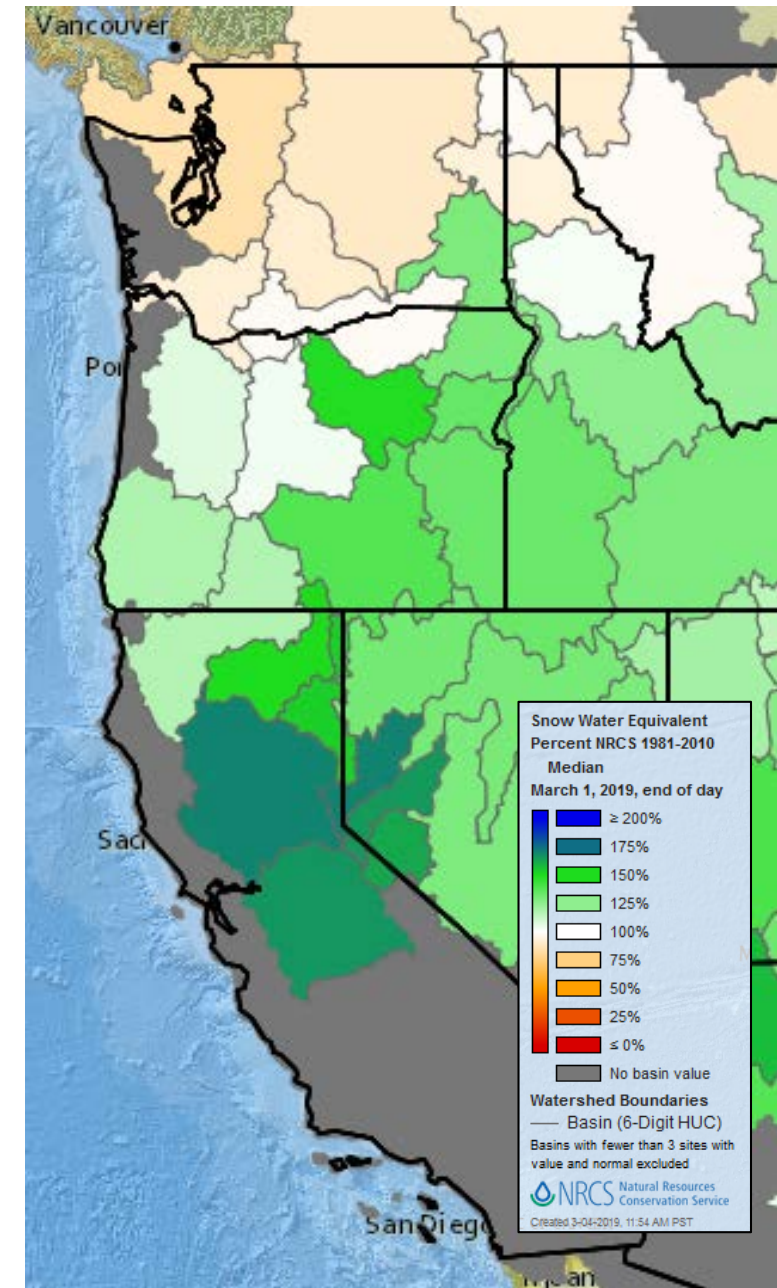 Vancouver
Por
Sacr
San Diego
Snow Water Equivalent
Percent NRCS 1981-2010
Median
March 1, 2019, end of day
≥ 200%
175%
150%
125%
100%
75%
50%
25%
≤ 0%
No basin value
Watershed Boundaries
Basin (6-Digit HUC)
Basins with fewer than 3 sites with
value and normal excluded
NRCS Natural Resources
Conservation Service
Created 3-04-2019, 11:54 AM PST